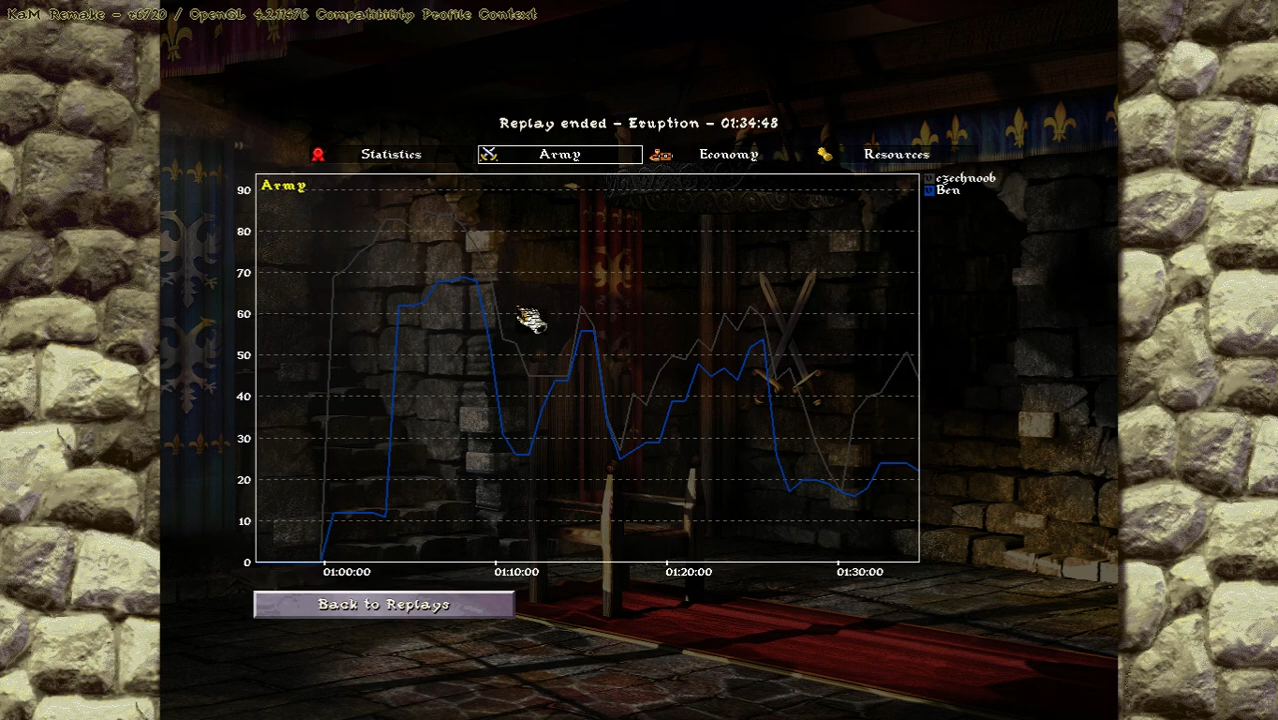 KaM Remake - r6720 / OpenGL 4.2.11476 Compatibility Profile Context
Replay ended - Eruption - 01:34:48
Statistics
Army
Economy
Resources
Army
czechnoob
Ben
90
80
70
60
50
40
30
20
10
0
01:00:00
01:10:00
01:20:00
01:30:00
Back to Replays